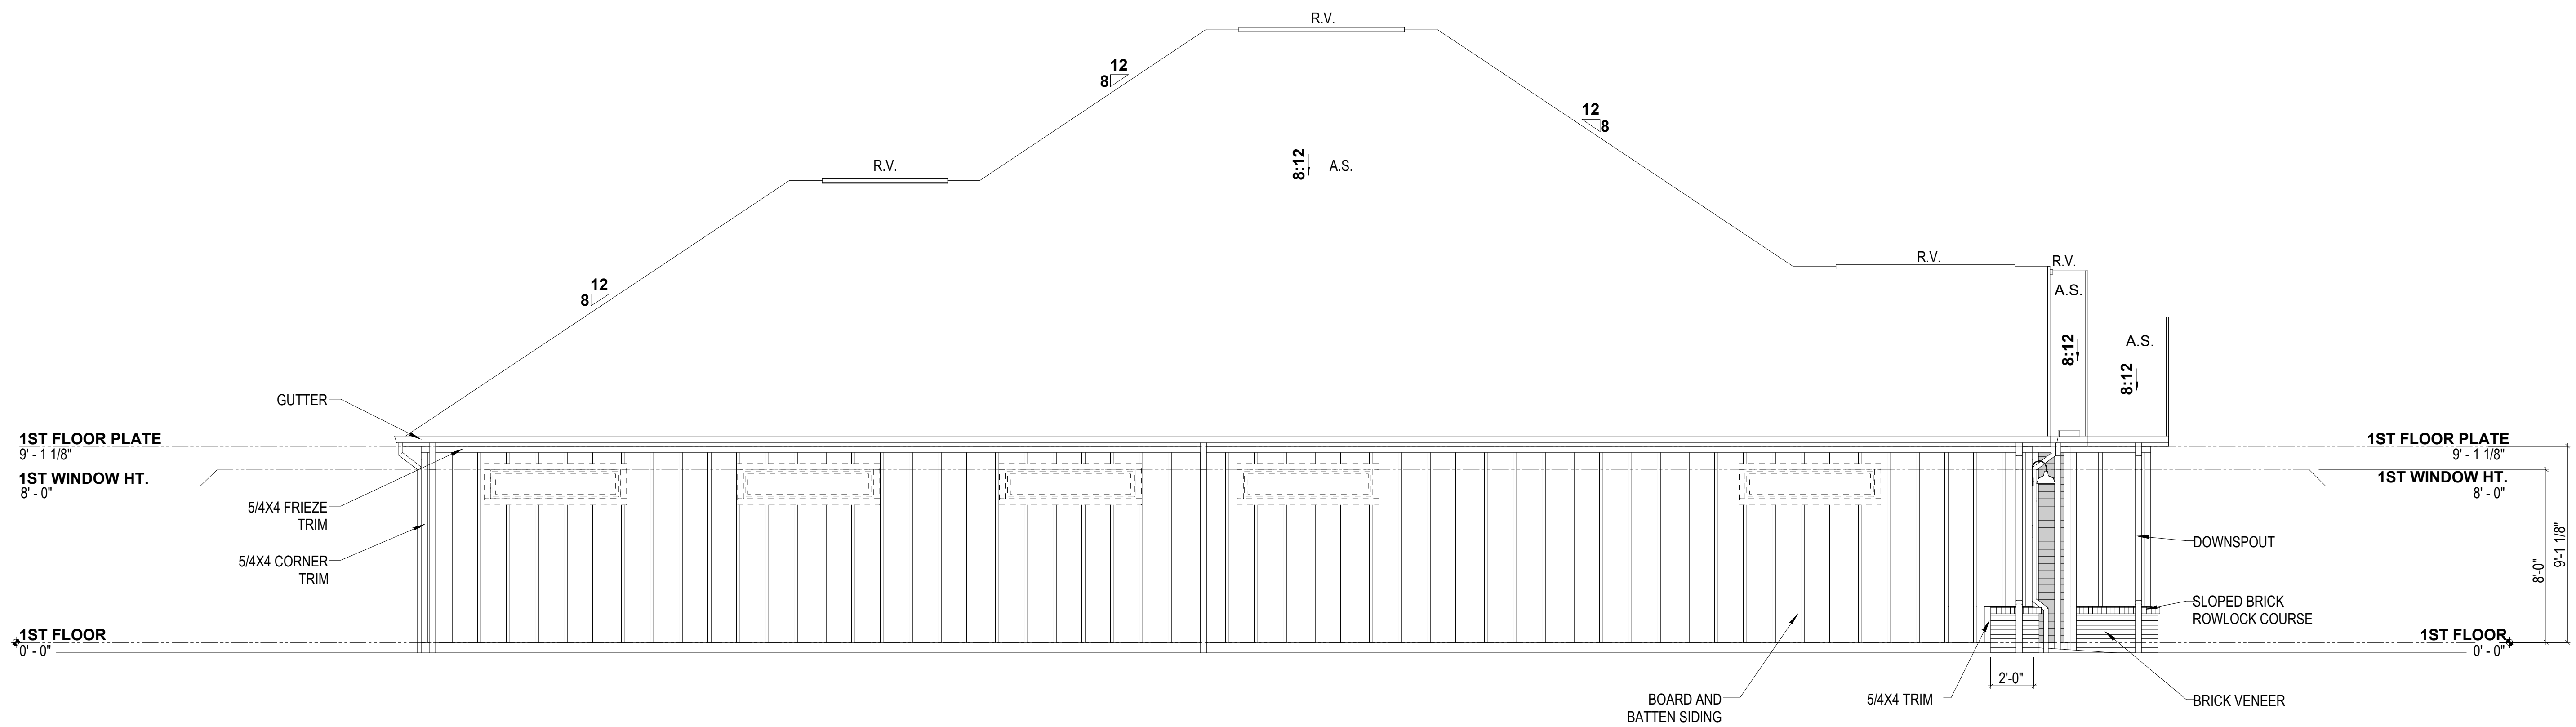 R.V.
12
8
12
8
R.V.
8:12
A.S.
12
8
R.V.
R.V.
A.S.
8:12
A.S.
8:12
GUTTER
1ST FLOOR PLATE
9' - 1 1/8"
1ST WINDOW HT.
8' - 0"
5/4X4 FRIEZE
TRIM
5/4X4 CORNER
TRIM
1ST FLOOR
0' - 0"
1ST FLOOR PLATE
9' - 1 1/8"
1ST WINDOW HT.
8' - 0"
DOWNSPOUT
8'-0"
9'-1 1/8"
SLOPED BRICK
ROWLOCK COURSE
1ST FLOOR
0' - 0"
2'-0"
BOARD AND
BATTEN SIDING
5/4X4 TRIM
BRICK VENEER
12
8